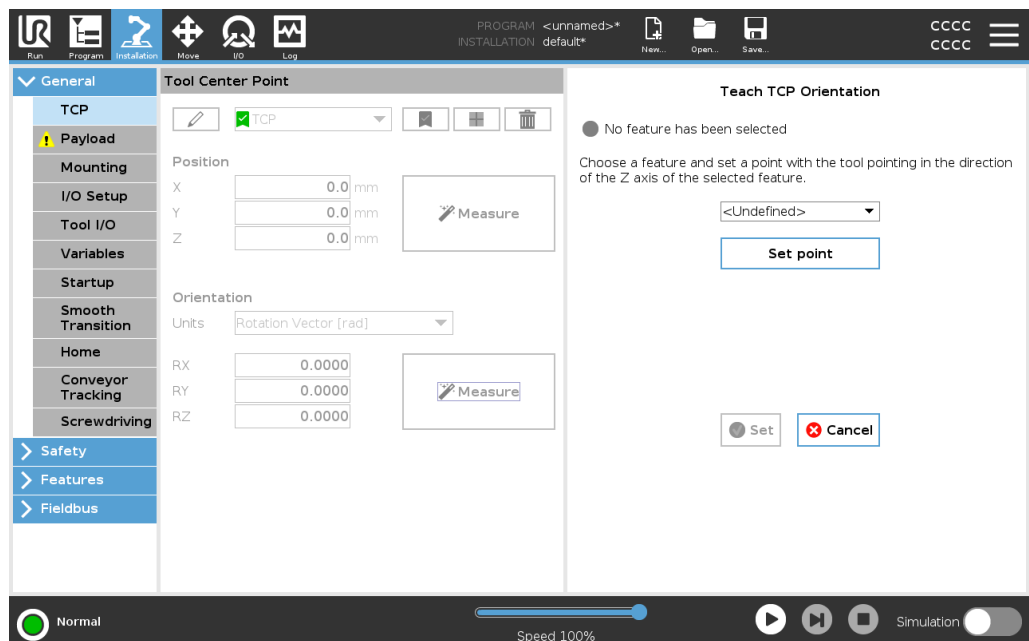 UR
Run
Program
Installation
Move
I/O
Log
PROGRAM <unnamed>*
INSTALLATION default*
New...
Open...
Save...
CCCC
CCCC
General
TCP
Payload
Mounting
I/O Setup
Tool I/O
Variables
Startup
Smooth
Transition
Home
Conveyor
Tracking
Screwdriving
Safety
Features
Fieldbus
Tool Center Point
TCP
Position
X 0.0 mm
Y 0.0 mm
Z 0.0 mm
Measure
Orientation
Units Rotation Vector [rad]
RX 0.0000
RY 0.0000
RZ 0.0000
Measure
Teach TCP Orientation
No feature has been selected
Choose a feature and set a point with the tool pointing in the direction
of the Z axis of the selected feature.
<Undefined>
Set point
Set
Cancel
Normal
Speed 100%
Simulation